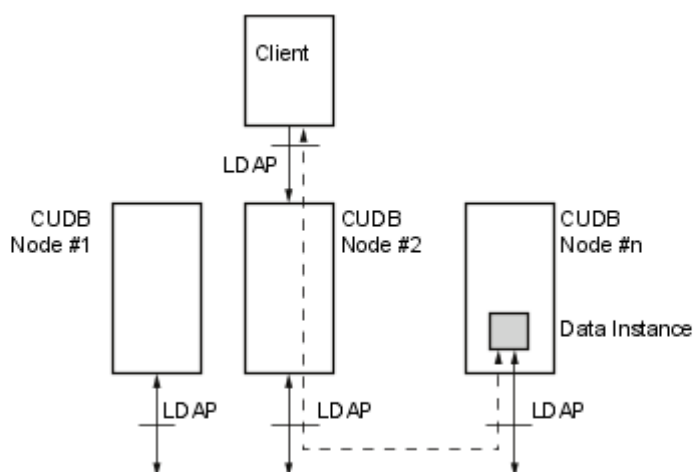 Client
LDAP
CUDB
Node #1
CUDB
Node #2
CUDB
Node #n
Data Instance
LDAP
LDAP
LDAP